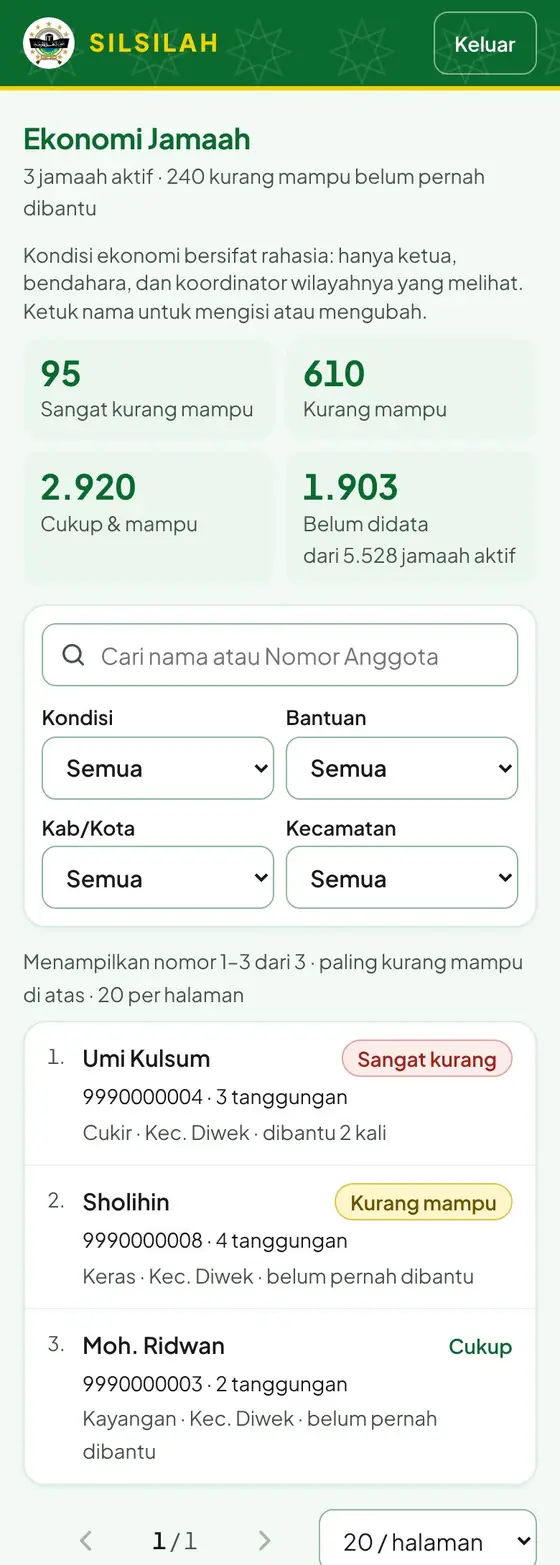 SILSILAH
Keluar
Ekonomi Jamaah
3 jamaah aktif · 240 kurang mampu belum pernah
dibantu
Kondisi ekonomi bersifat rahasia: hanya ketua,
bendahara, dan koordinator wilayahnya yang melihat.
Ketuk nama untuk mengisi atau mengubah.
95
Sangat kurang mampu
610
Kurang mampu
2.920
Cukup & mampu
1.903
Belum didata
dari 5.528 jamaah aktif
Cari nama atau Nomor Anggota
Kondisi
Bantuan
Semua
Semua
Kab/Kota
Kecamatan
Semua
Semua
Menampilkan nomor 1–3 dari 3 · paling kurang mampu
di atas · 20 per halaman
1. Umi Kulsum Sangat kurang
9990000004 · 3 tanggungan
Cukir · Kec. Diwek · dibantu 2 kali
2. Sholihin Kurang mampu
9990000008 · 4 tanggungan
Keras · Kec. Diwek · belum pernah dibantu
3. Moh. Ridwan Cukup
9990000003 · 2 tanggungan
Kayangan · Kec. Diwek · belum pernah
dibantu
1 / 1 20 / halaman